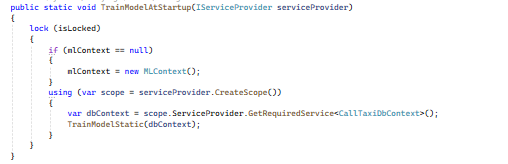 public static void TrainModelAtStartup(IServiceProvider serviceProvider)
{
lock (isLocked)
{
if (mlContext == null)
{
mlContext = new MLContext();
}
using (var scope = serviceProvider.CreateScope())
{
var dbContext = scope.ServiceProvider.GetRequiredService<CallTaxiDbContext>();
TrainModelStatic(dbContext);
}
}
}